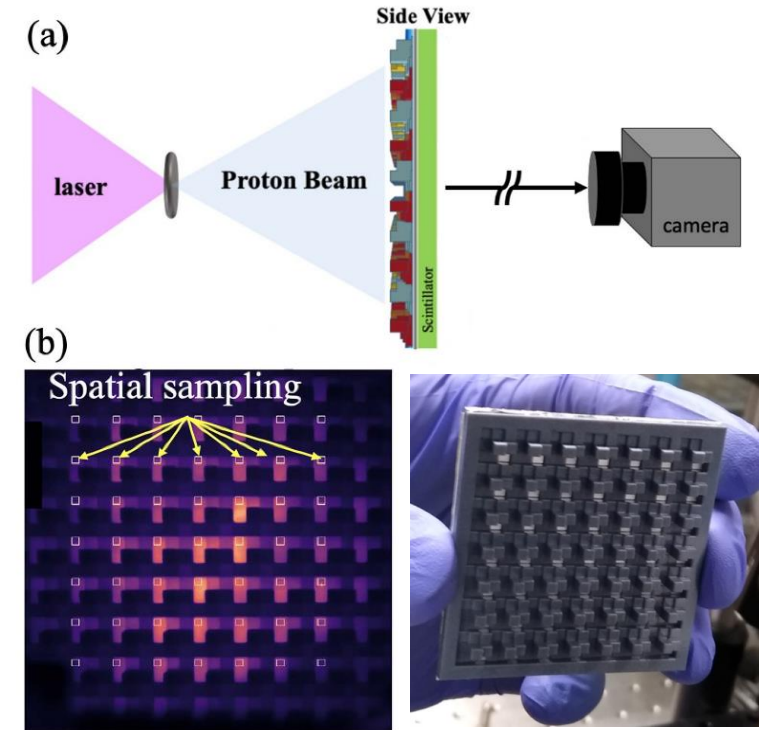 (a)
Side View
laser
Proton Beam
Scintillator
camera
(b)
Spatial sampling